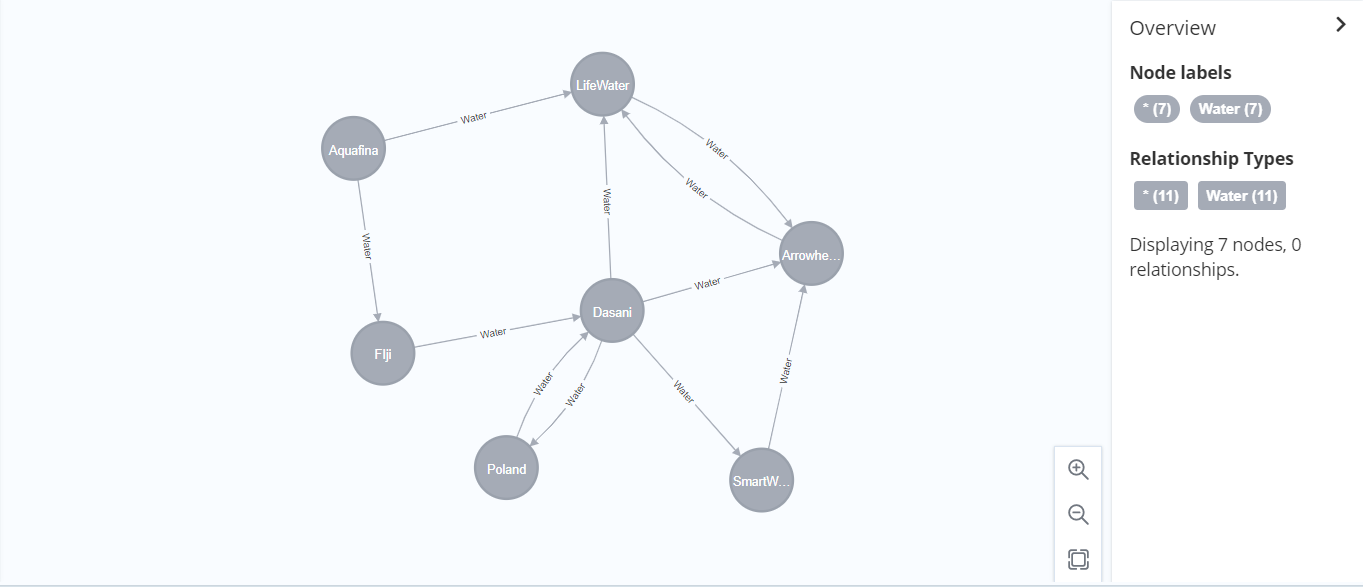 Overview
Node labels
* (7) Water (7)
Relationship Types
* (11) Water (11)
Displaying 7 nodes, 0
relationships.
LifeWater
Water
Aquafina
Water
Water
Water
Water
Arrowhe...
Water
Dasani
Water
FIji
Water
Water
Water
Water
Poland
SmartW...